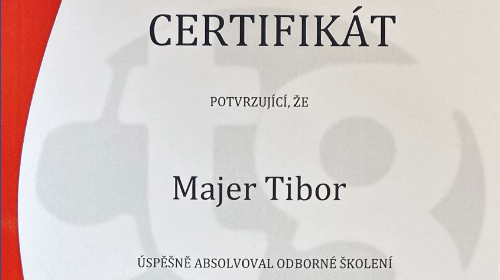 CERTIFIKÁT
POTVRZUJÍCÍ, ŽE
Majer Tibor
ÚSPĚŠNĚ ABSOLVOVAL ODBORNÉ ŠKOLENÍ